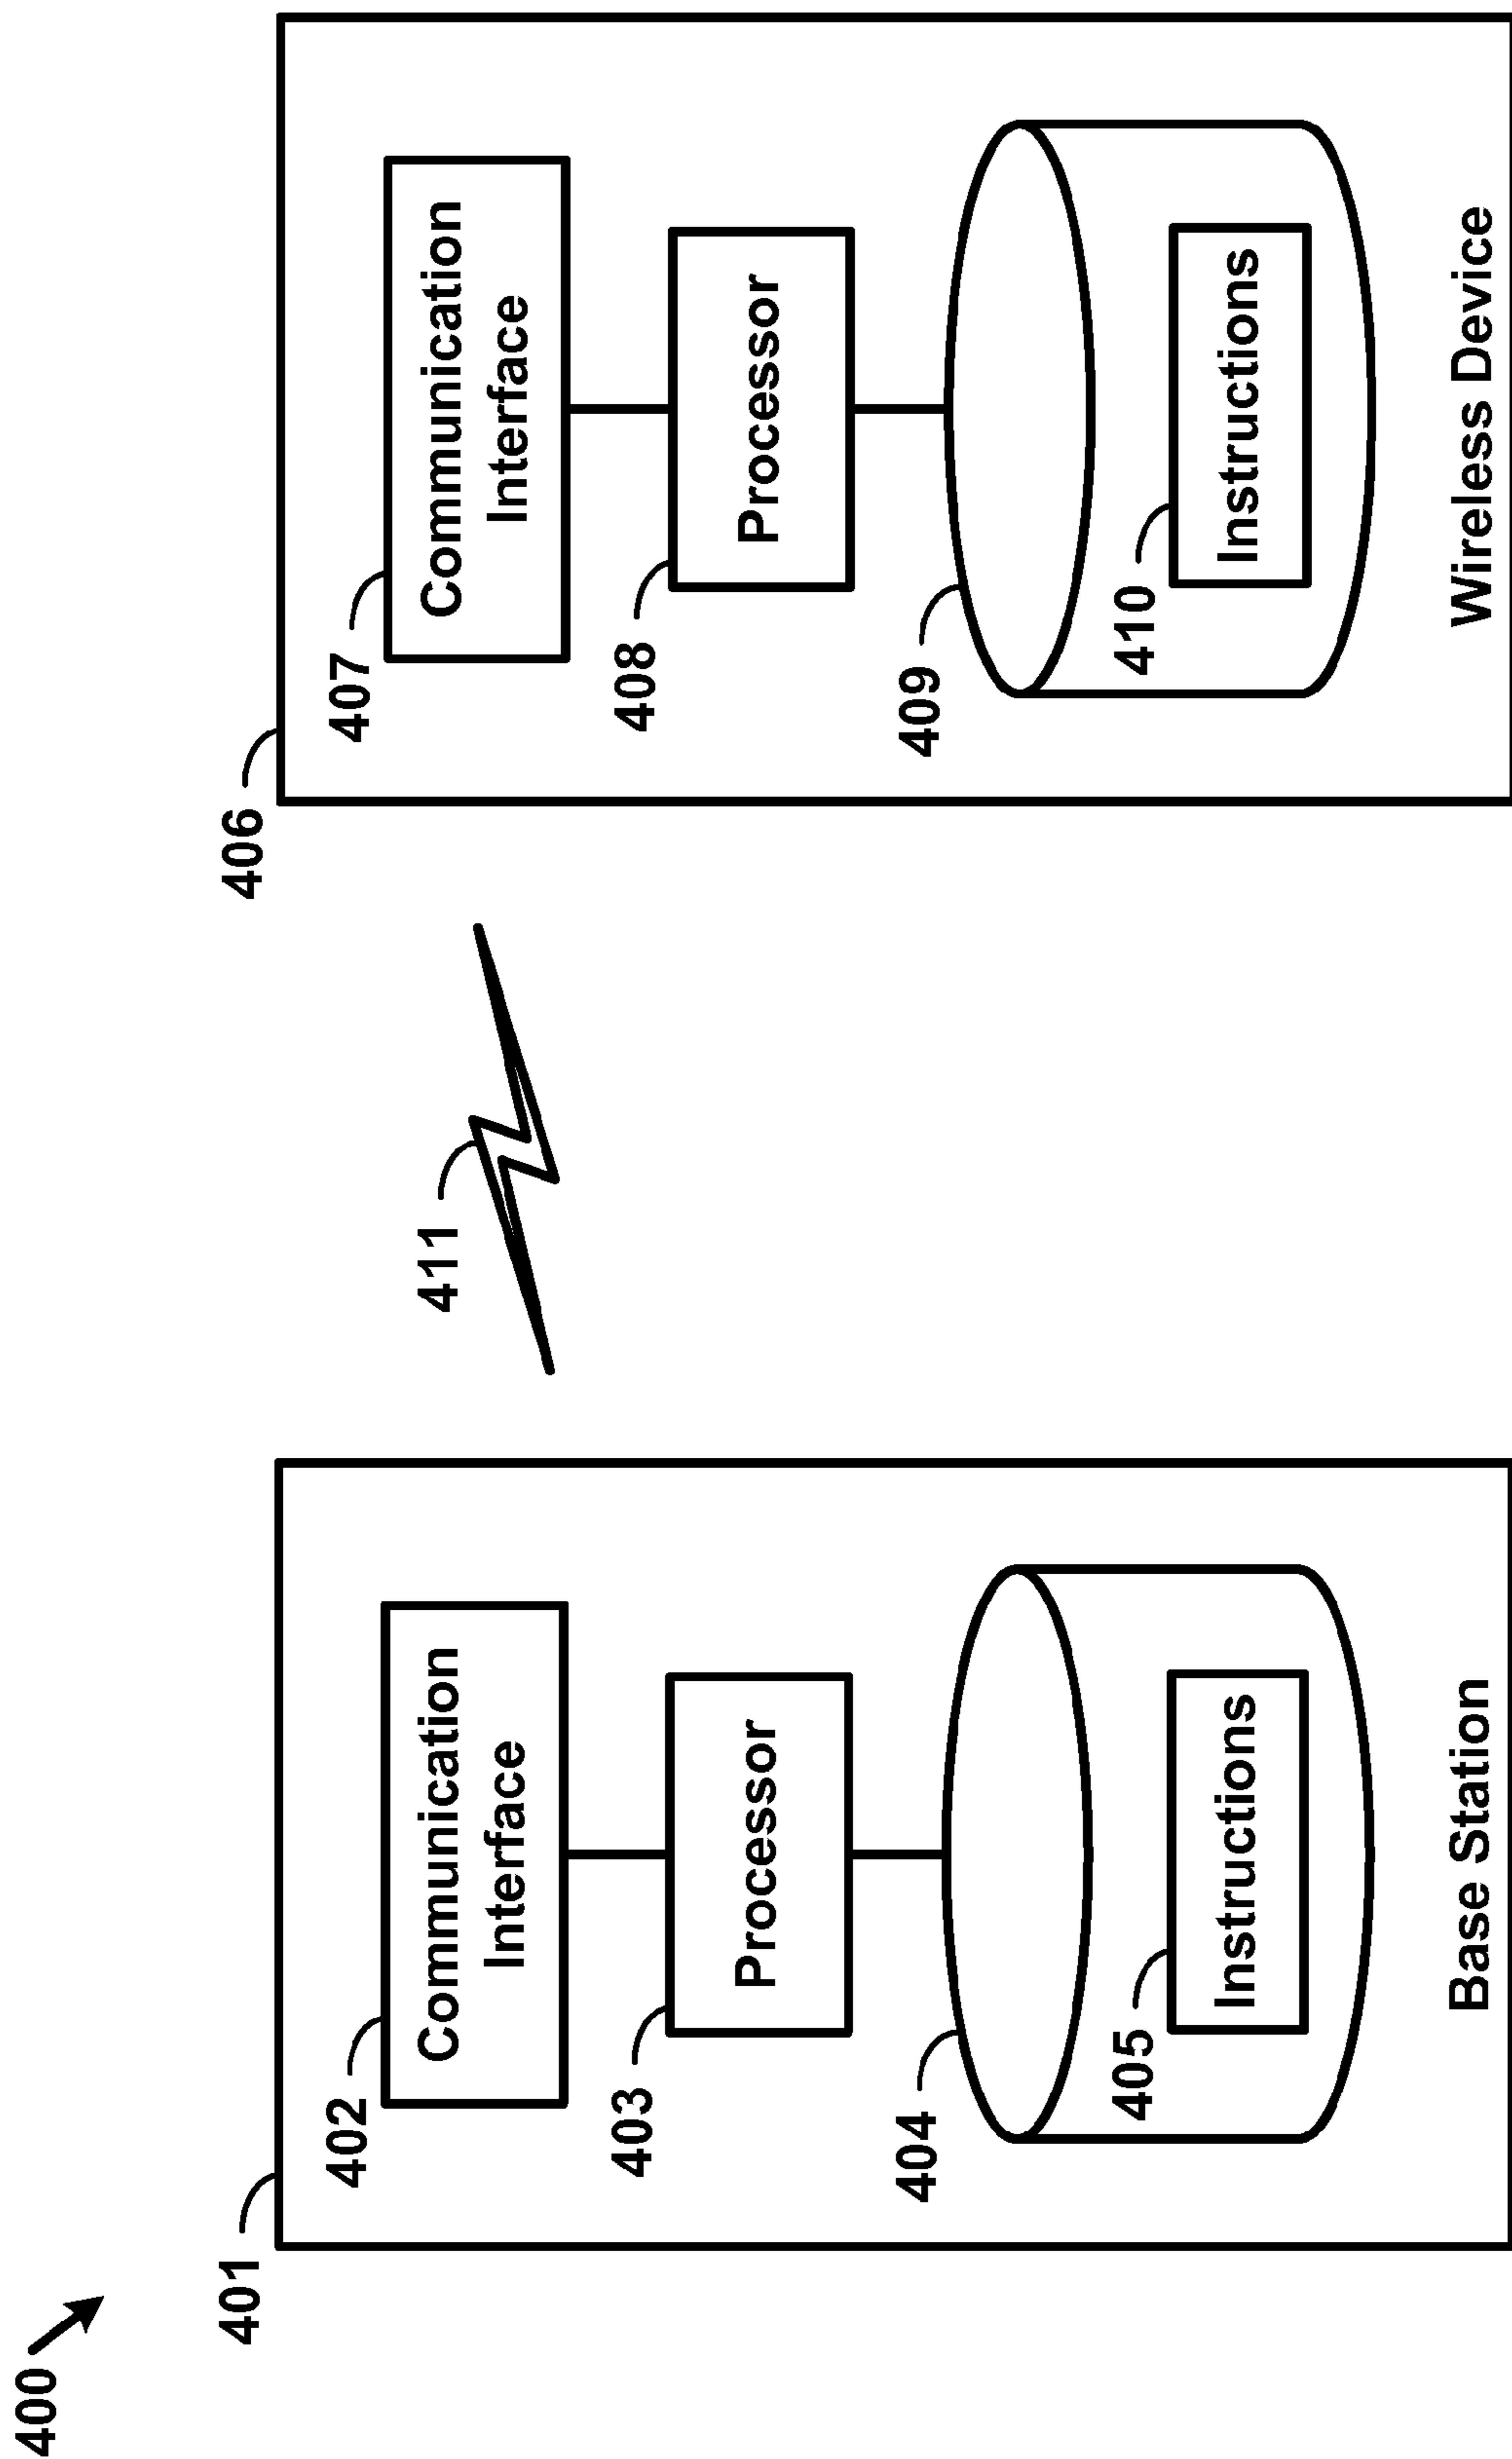 400
401
402
Communication
Interface
403
Processor
404
405
Instructions
Base Station
411
406
407
Communication
Interface
408
Processor
409
410
Instructions
Wireless Device